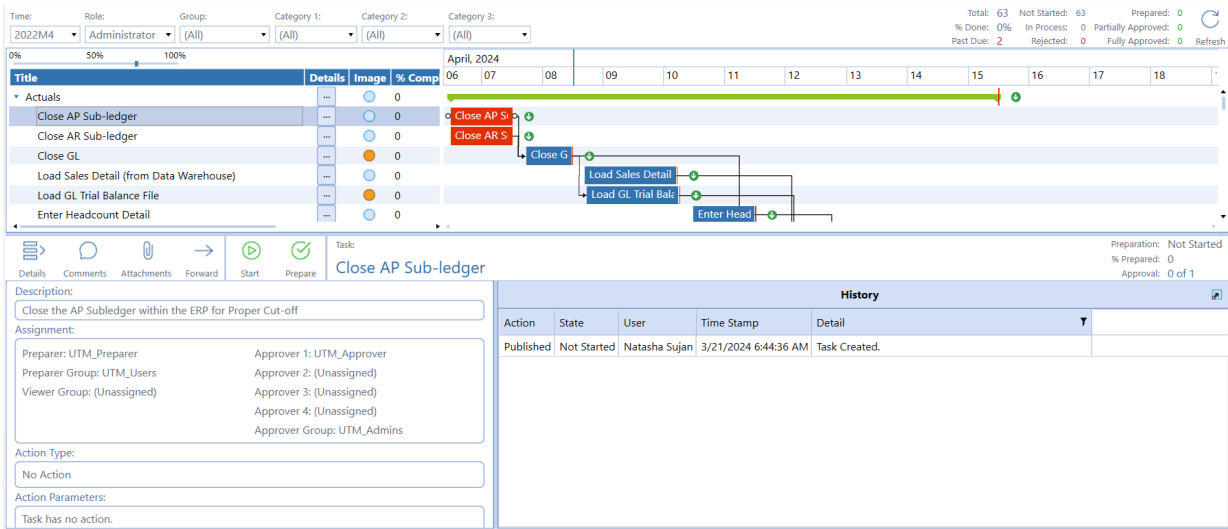 Time: Role: Group: Category 1: Category 2: Category 3:
2022M4 Administrator (All) (All) (All) (All)
Total: 63 Not Started: 63 Prepared: 0
% Done: 0% In Process: 0 Partially Approved: 0
Past Due: 2 Rejected: 0 Fully Approved: 0 Refresh
0% 50% 100%
April, 2024
Title Details Image % Comp 06 07 08 09 10 11 12 13 14 15 16 17 18
Actuals ... 0
Close AP Sub-ledger ... 0 Close AP S
Close AR Sub-ledger ... 0 Close AR S
Close GL ... 0 Close G
Load Sales Detail (from Data Warehouse) ... 0 Load Sales Detail
Load GL Trial Balance File ... 0 Load GL Trial Bala
Enter Headcount Detail ... 0 Enter Head
Details Comments Attachments Forward Start Prepare
Task:
Close AP Sub-ledger
Preparation: Not Started
% Prepared: 0
Approval: 0 of 1
Description:
Close the AP Subledger within the ERP for Proper Cut-off
Assignment:
Preparer: UTM_Preparer Approver 1: UTM_Approver
Preparer Group: UTM_Users Approver 2: (Unassigned)
Viewer Group: (Unassigned) Approver 3: (Unassigned)
Approver 4: (Unassigned)
Approver Group: UTM_Admins
Action Type:
No Action
Action Parameters:
Task has no action.
History
Action State User Time Stamp Detail
Published Not Started Natasha Sujan 3/21/2024 6:44:36 AM Task Created.